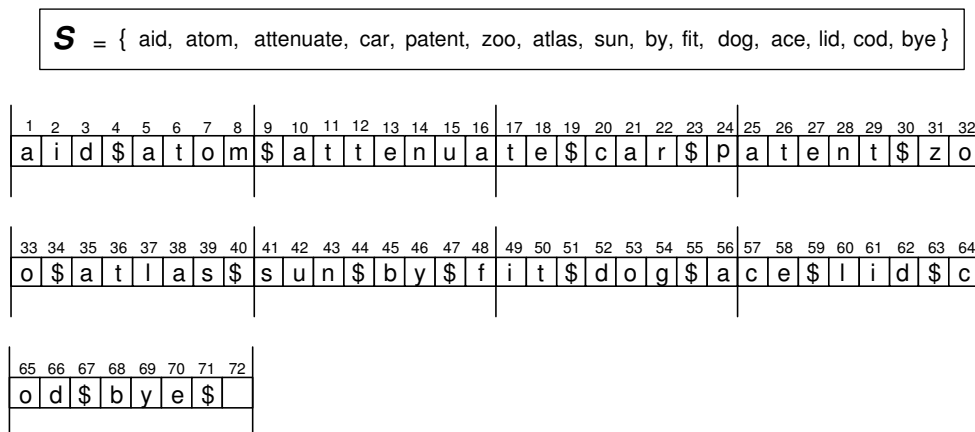 S = { aid, atom, attenuate, car, patent, zoo, atlas, sun, by, fit, dog, ace, lid, cod, bye }
1 2 3 4 5 6 7 8 9 10 11 12 13 14 15 16 17 18 19 20 21 22 23 24 25 26 27 28 29 30 31 32
a i d $ a t o m $ a t t e n u a t e $ c a r $ p a t e n t $ z o
33 34 35 36 37 38 39 40 41 42 43 44 45 46 47 48 49 50 51 52 53 54 55 56 57 58 59 60 61 62 63 64
o $ a t l a s $ s u n $ b y $ f i t $ d o g $ a c e $ l i d $ c
65 66 67 68 69 70 71 72
o d $ b y e $